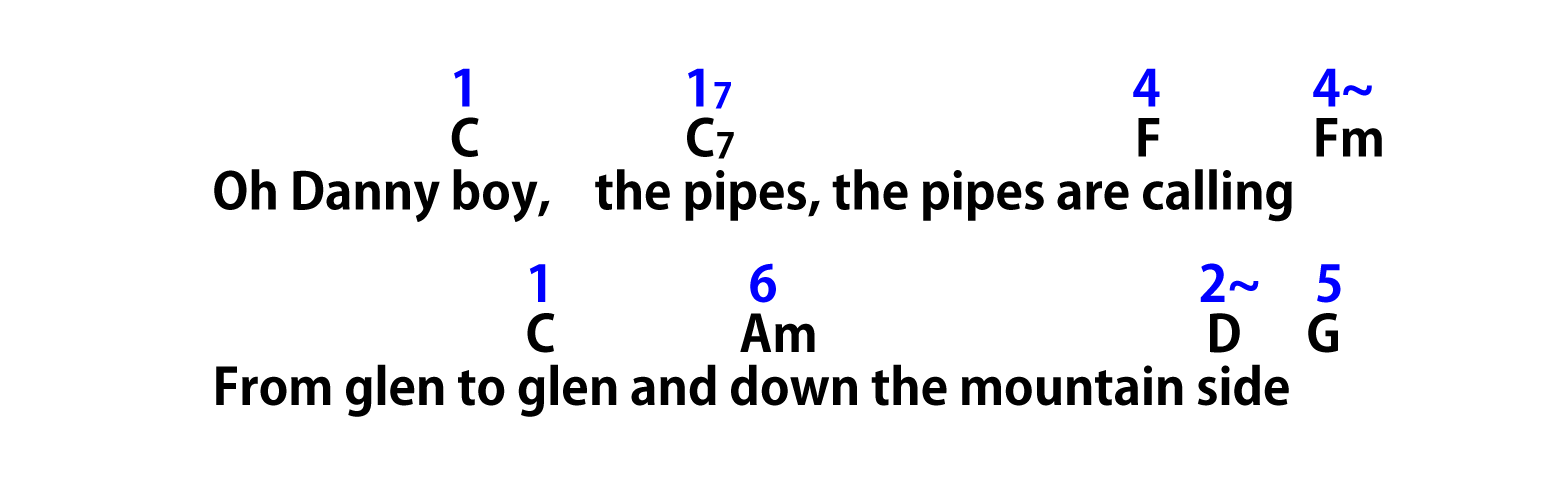 1 17 4 4~
C C7 F Fm
Oh Danny boy, the pipes, the pipes are calling
1 6 2~ 5
C Am D G
From glen to glen and down the mountain side